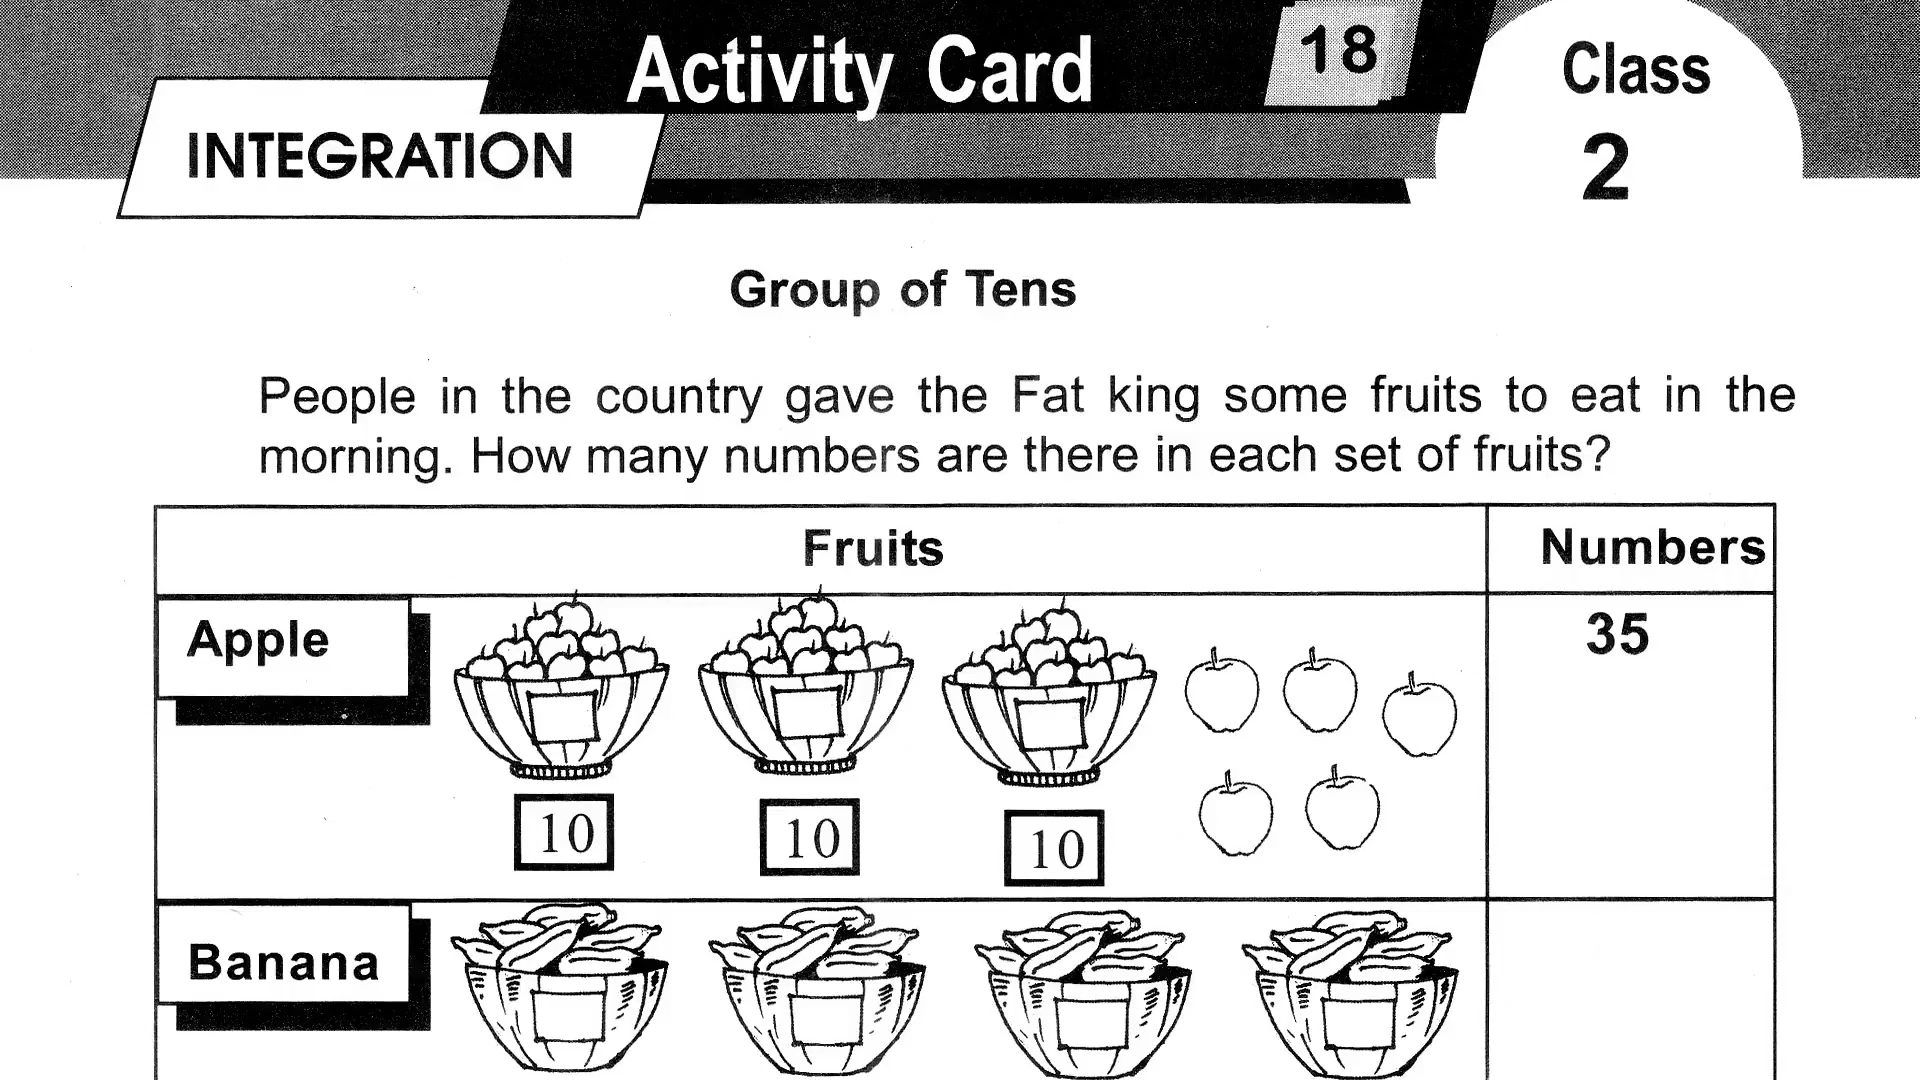 Activity Card 18
Class
2
INTEGRATION
Group of Tens
People in the country gave the Fat king some fruits to eat in the
morning. How many numbers are there in each set of fruits?
Fruits Numbers
Apple 35
10 10 10
Banana